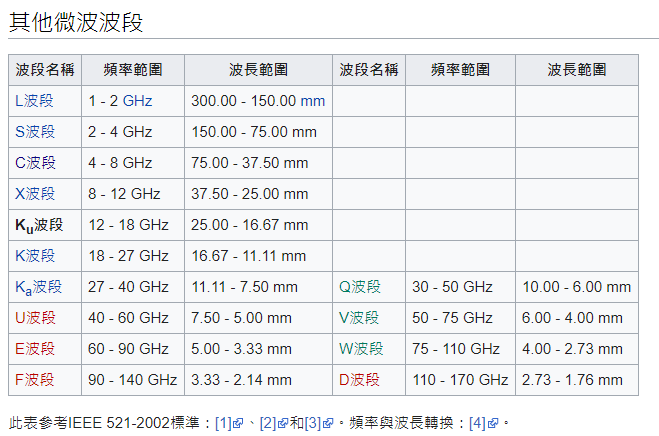 其他微波波段
波段名稱 頻率範圍 波長範圍 波段名稱 頻率範圍 波長範圍
L波段 1 - 2 GHz 300.00 - 150.00 mm
S波段 2 - 4 GHz 150.00 - 75.00 mm
C波段 4 - 8 GHz 75.00 - 37.50 mm
X波段 8 - 12 GHz 37.50 - 25.00 mm
Ku波段 12 - 18 GHz 25.00 - 16.67 mm
K波段 18 - 27 GHz 16.67 - 11.11 mm
Ka波段 27 - 40 GHz 11.11 - 7.50 mm Q波段 30 - 50 GHz 10.00 - 6.00 mm
U波段 40 - 60 GHz 7.50 - 5.00 mm V波段 50 - 75 GHz 6.00 - 4.00 mm
E波段 60 - 90 GHz 5.00 - 3.33 mm W波段 75 - 110 GHz 4.00 - 2.73 mm
F波段 90 - 140 GHz 3.33 - 2.14 mm D波段 110 - 170 GHz 2.73 - 1.76 mm
此表參考IEEE 521-2002標準：[1]、[2]和[3]。頻率與波長轉換：[4]。